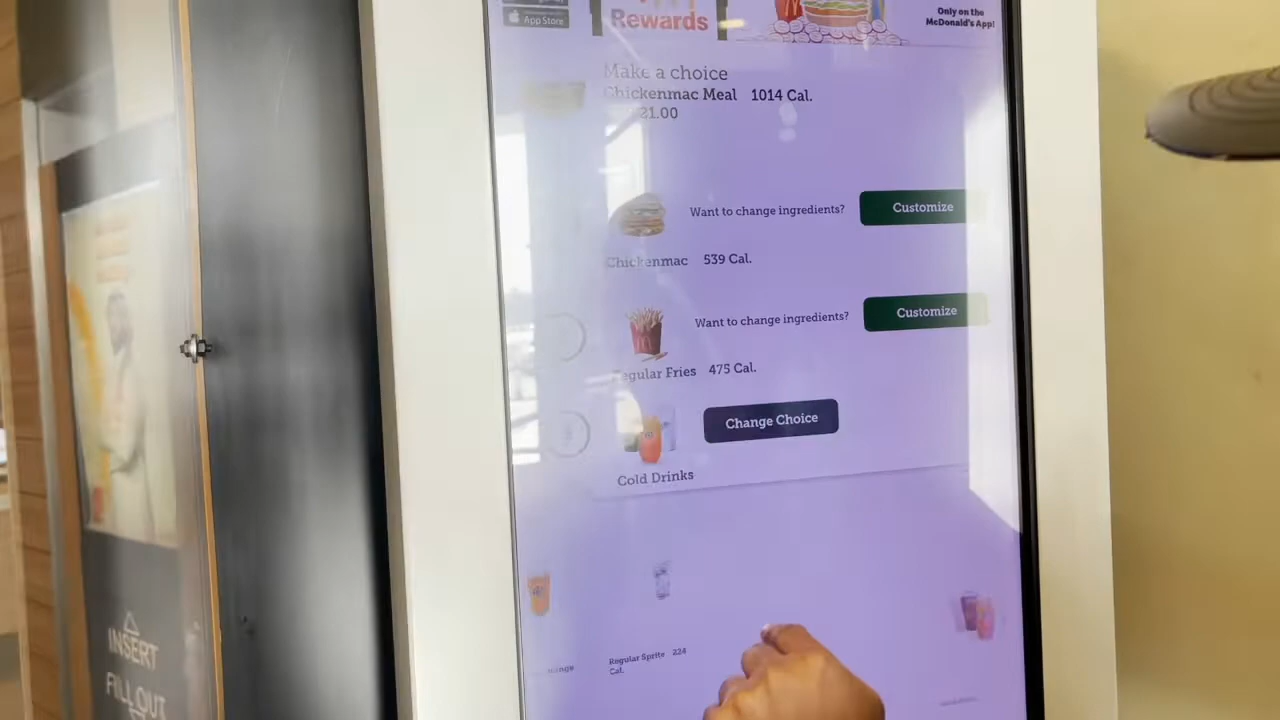 App Store
Rewards
Only on the
McDonald's App!
Make a choice
Chickenmac Meal 1014 Cal.
21.00
Want to change ingredients?
Customize
Chickenmac 539 Cal.
Want to change ingredients?
Customize
Regular Fries 475 Cal.
Change Choice
Cold Drinks
Regular Sprite 224
Cal.
INSERT
FILL OUT